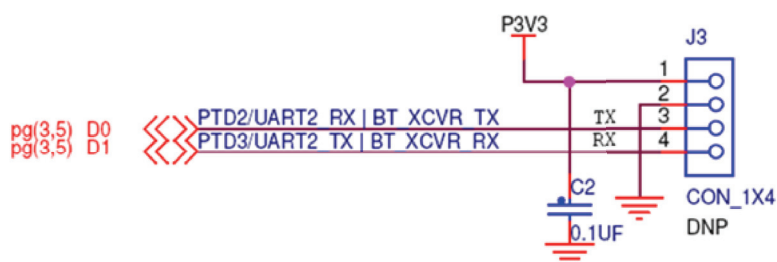 P3V3
J3
1
2
PTD2/UART2_RX | BT_XCVR_TX TX 3
pg(3,5) D0
PTD3/UART2_TX | BT_XCVR_RX RX 4
pg(3,5) D1
C2
CON_1X4
0.1UF
DNP